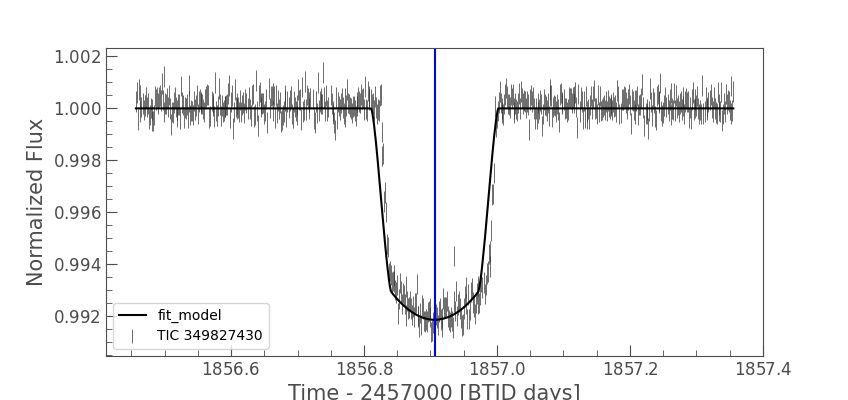 1.002
1.000
0.998
0.996
0.994
0.992
Normalized Flux
fit_model
TIC 349827430
1856.6
1856.8
1857.0
1857.2
1857.4
Time - 2457000 [BTJD days]